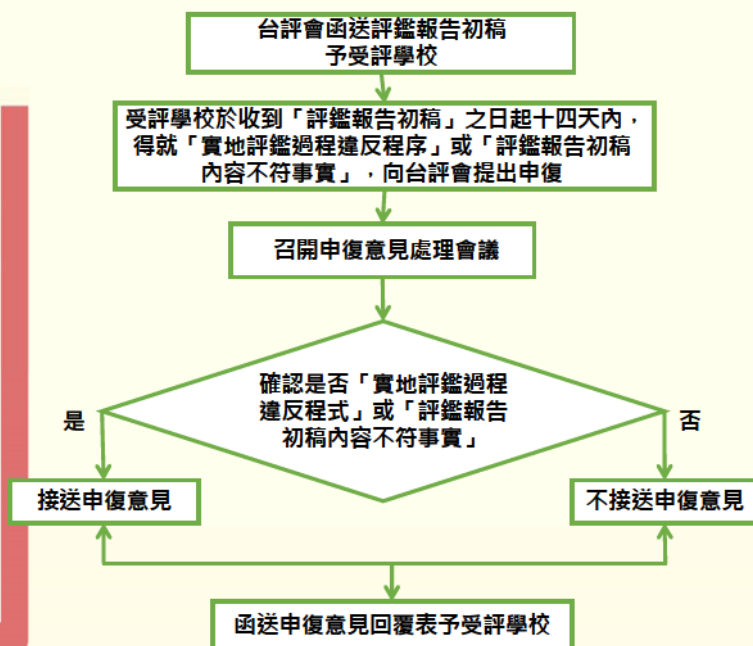 台評會函送評鑑報告初稿
予受評學校
受評學校於收到「評鑑報告初稿」之日起十四天內，
得就「實地評鑑過程違反程序」或「評鑑報告初稿
內容不符事實」，向台評會提出申復
召開申復意見處理會議
確認是否「實地評鑑過程
違反程式」或「評鑑報告
初稿內容不符事實」
是
否
接送申復意見
不接送申復意見
函送申復意見回覆表予受評學校